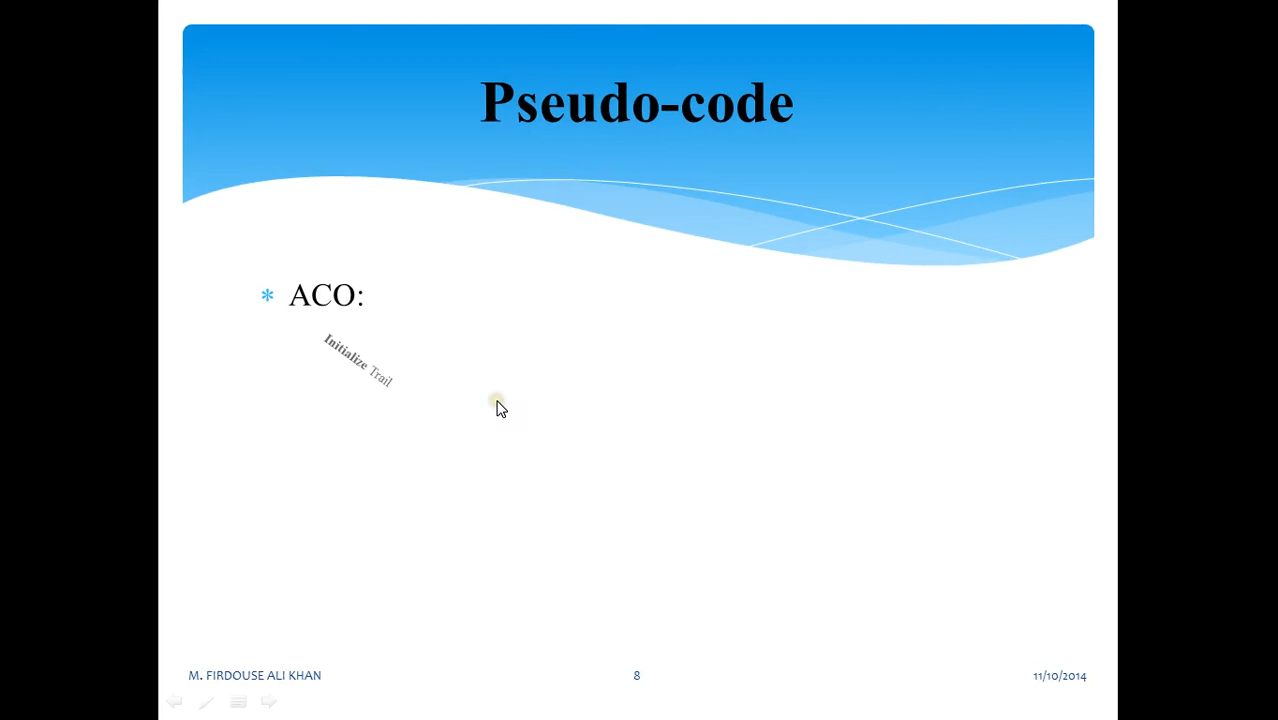 Pseudo-code
* ACO:
Initialize Trail
M. FIRDOUSE ALI KHAN
8
11/10/2014